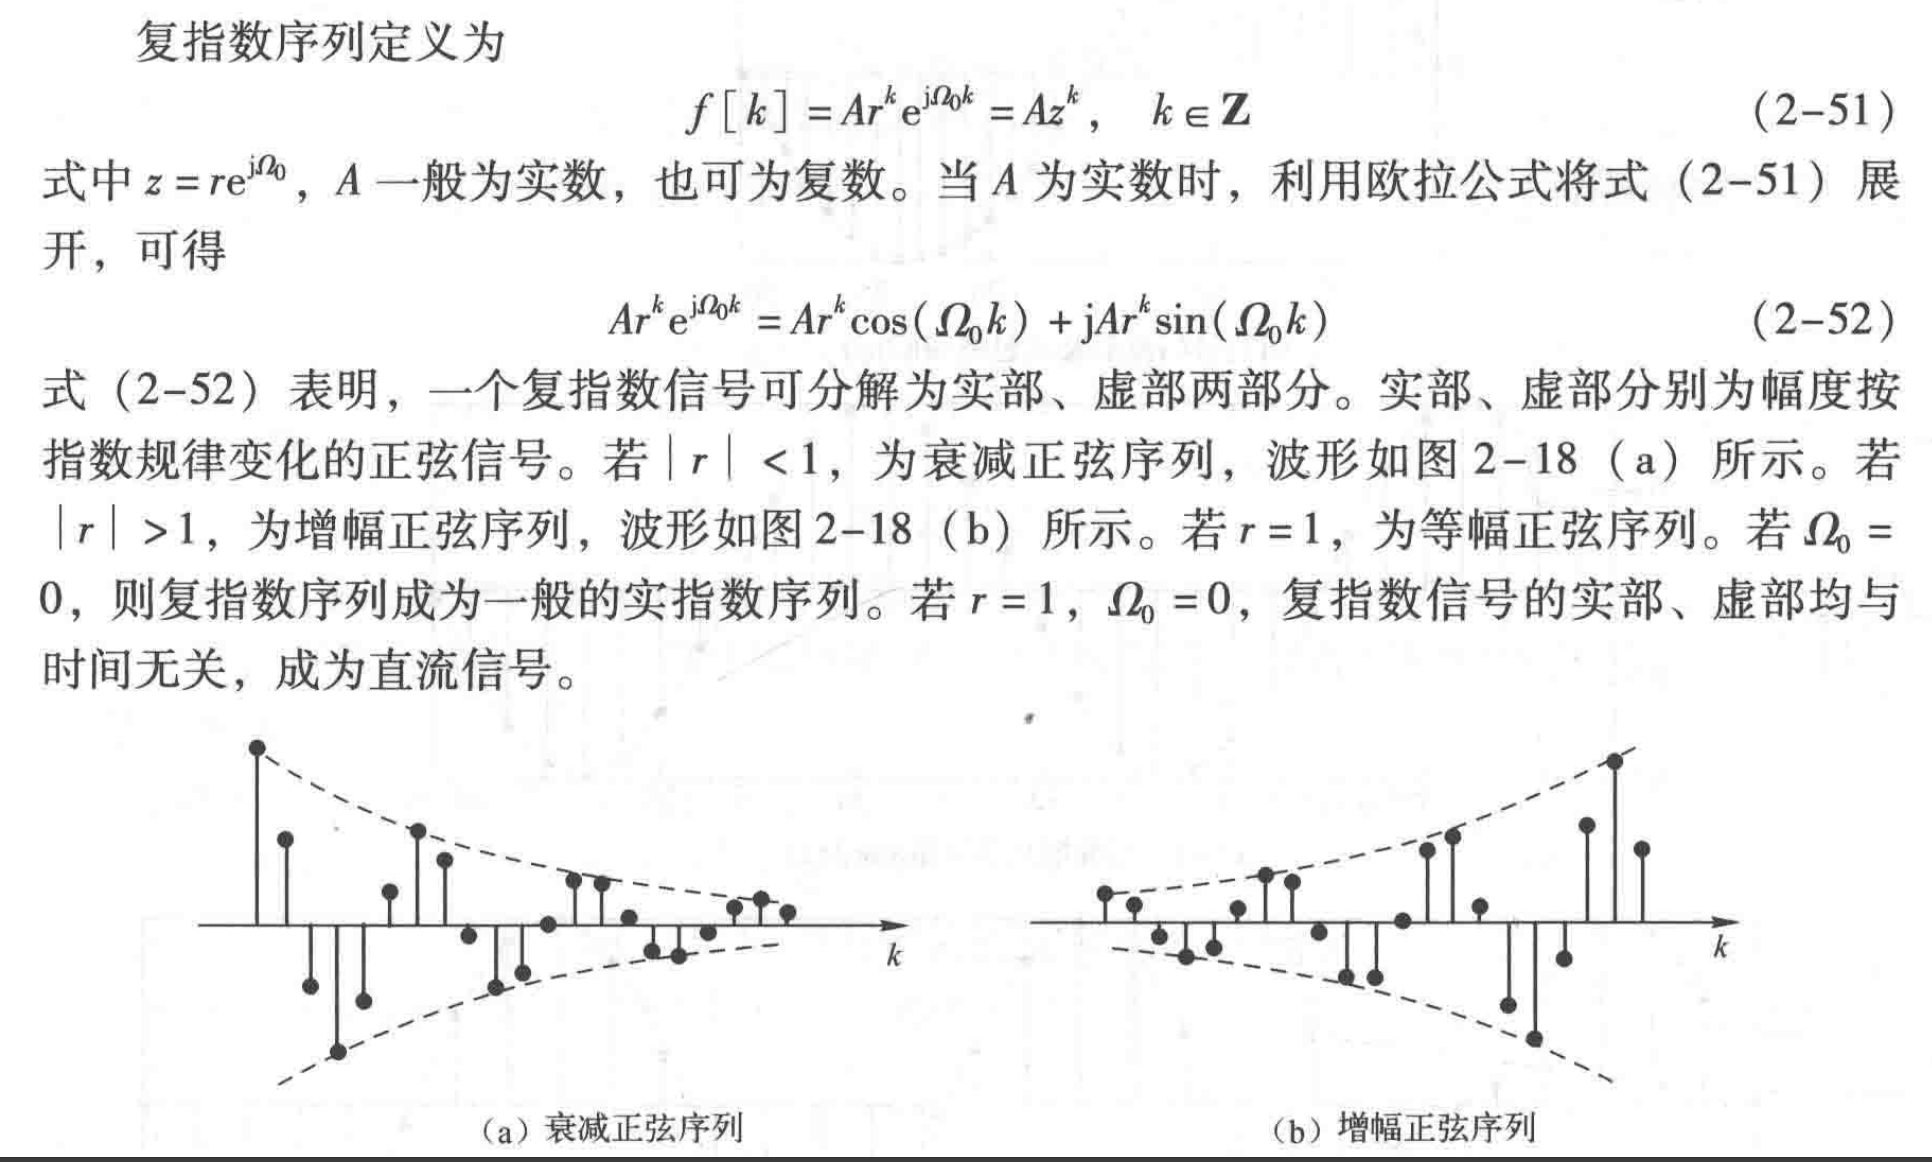 复指数序列定义为
f[k]=Ar^k e^{jΩ₀k}=Az^k, k∈Z (2-51)
式中 z=re^{jΩ₀}，A 一般为实数，也可为复数。当 A 为实数时，利用欧拉公式将式（2-51）展
开，可得
Ar^k e^{jΩ₀k}=Ar^k cos(Ω₀k)+jAr^k sin(Ω₀k) (2-52)
式（2-52）表明，一个复指数信号可分解为实部、虚部两部分。实部、虚部分别为幅度按
指数规律变化的正弦信号。若|r|<1，为衰减正弦序列，波形如图 2-18（a）所示。若
|r|>1，为增幅正弦序列，波形如图 2-18（b）所示。若 r=1，为等幅正弦序列。若 Ω₀=
0，则复指数序列成为一般的实指数序列。若 r=1，Ω₀=0，复指数信号的实部、虚部均与
时间无关，成为直流信号。
k
k
（a）衰减正弦序列
（b）增幅正弦序列